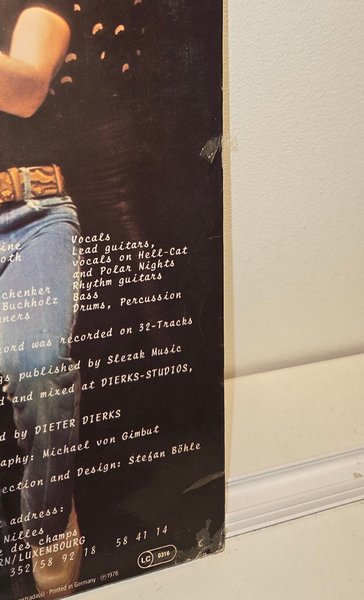 ine Vocals
oth Lead guitars,
vocals on Hell-Cat
and Polar Nights
chenker Rhythm guitars
Buchholz Bass
ners Drums, Percussion
cord was recorded on 32-Tracks
gs published by Slezak Music
d and mixed at DIERKS-STUDIOS,
ed by DIETER DIERKS
aphy: Michael von Gimbut
ection and Design: Stefan Böhle
t address:
Nilles
e des champs
RN/LUXEMBOURG
352/58 92 18 58 41 14
LC 0316
Printed in Germany ℗ 1976